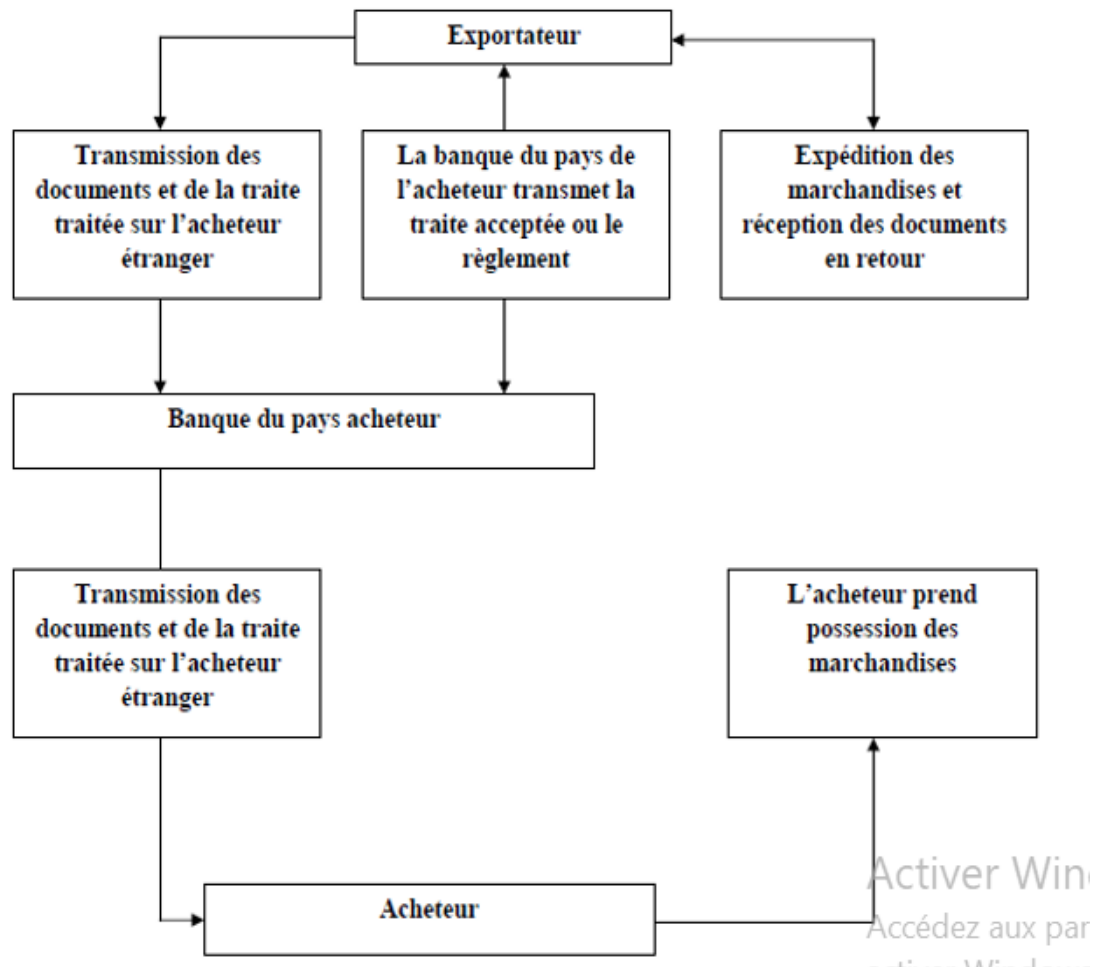 Exportateur
Transmission des
documents et de la traite
traitée sur l'acheteur
étranger
La banque du pays de
l'acheteur transmet la
traite acceptée ou le
règlement
Expédition des
marchandises et
réception des documents
en retour
Banque du pays acheteur
Transmission des
documents et de la traite
traitée sur l'acheteur
étranger
L'acheteur prend
possession des
marchandises
Acheteur
Activer Win
Accédez aux par